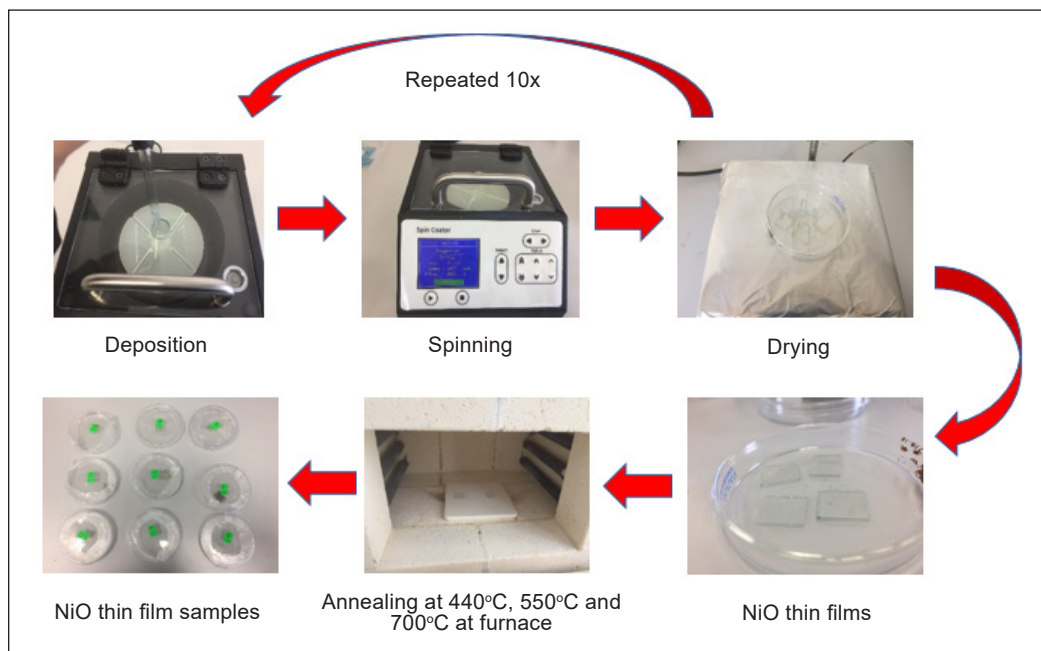 Repeated 10x
Spin Coater
Deposition
Spinning
Drying
NiO thin film samples
Annealing at 440°C, 550°C and
700°C at furnace
NiO thin films